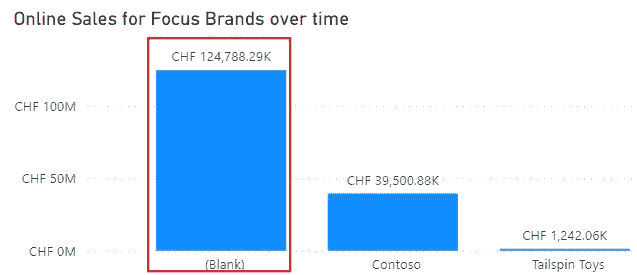 Online Sales for Focus Brands over time
CHF 124,788.29K
CHF 100M
CHF 50M
CHF 39,500.88K
CHF 1,242.06K
CHF 0M
(Blank)
Contoso
Tailspin Toys